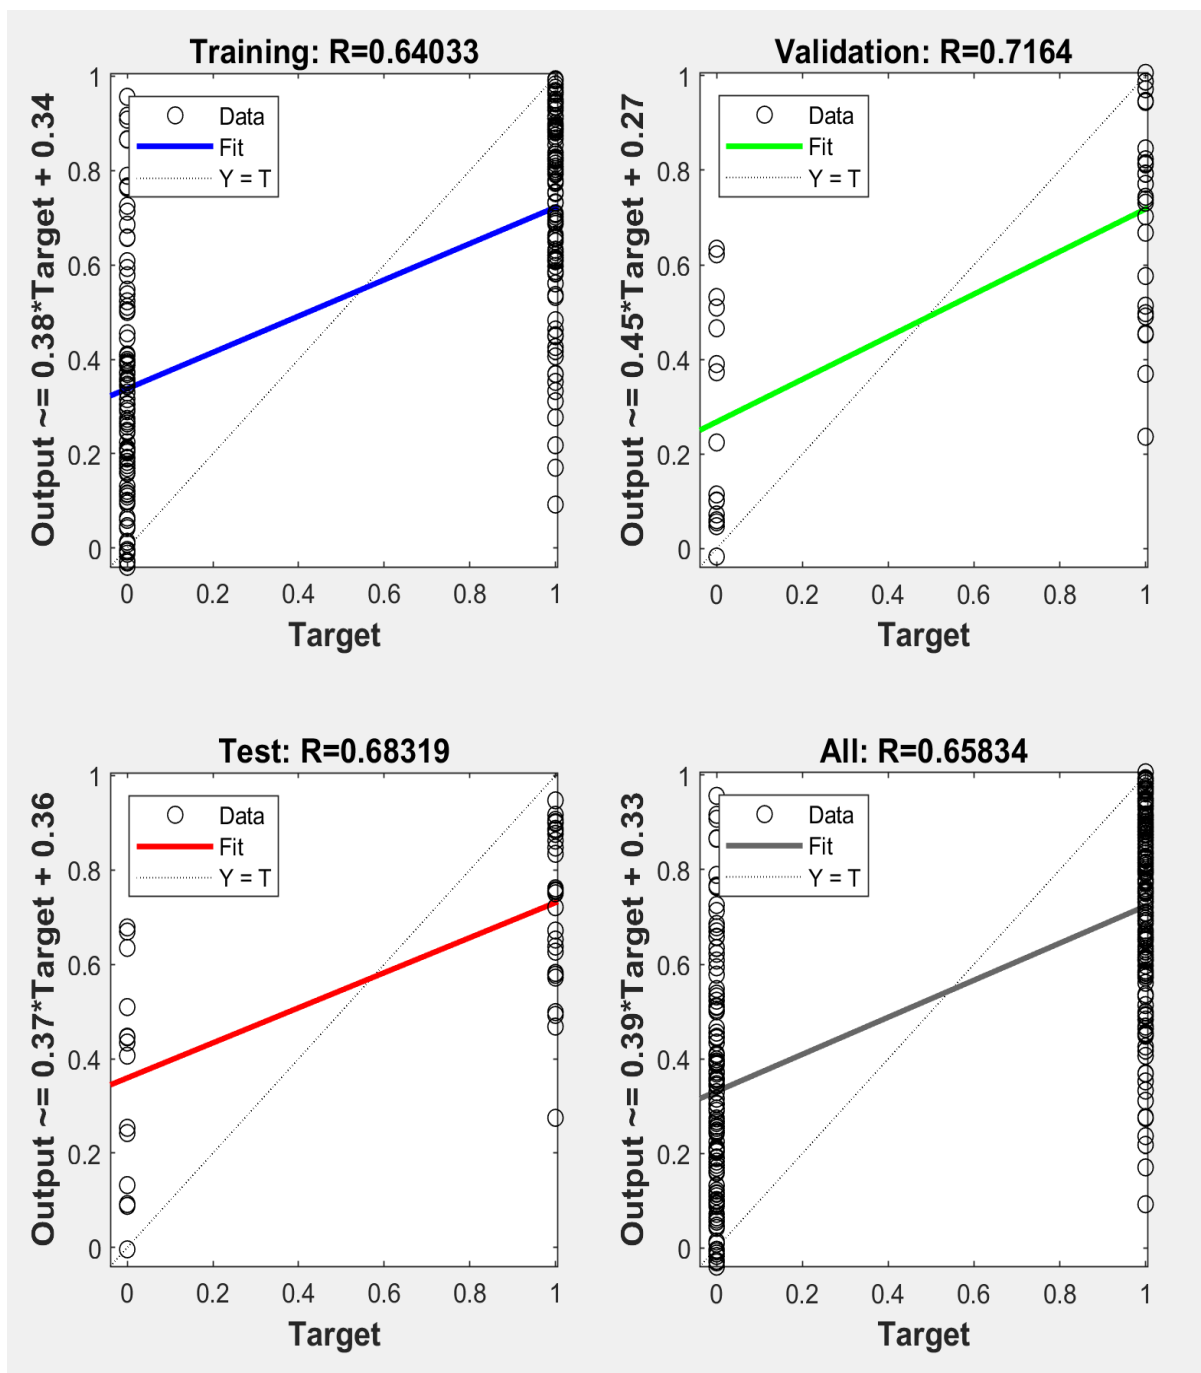 Training: R=0.64033
Output ~= 0.38*Target + 0.34
1
0.8
0.6
0.4
0.2
0
Data
Fit
Y = T
0 0.2 0.4 0.6 0.8 1
Target
Validation: R=0.7164
Output ~= 0.45*Target + 0.27
1
0.8
0.6
0.4
0.2
0
Data
Fit
Y = T
0 0.2 0.4 0.6 0.8 1
Target
Test: R=0.68319
Output ~= 0.37*Target + 0.36
1
0.8
0.6
0.4
0.2
0
Data
Fit
Y = T
0 0.2 0.4 0.6 0.8 1
Target
All: R=0.65834
Output ~= 0.39*Target + 0.33
1
0.8
0.6
0.4
0.2
0
Data
Fit
Y = T
0 0.2 0.4 0.6 0.8 1
Target